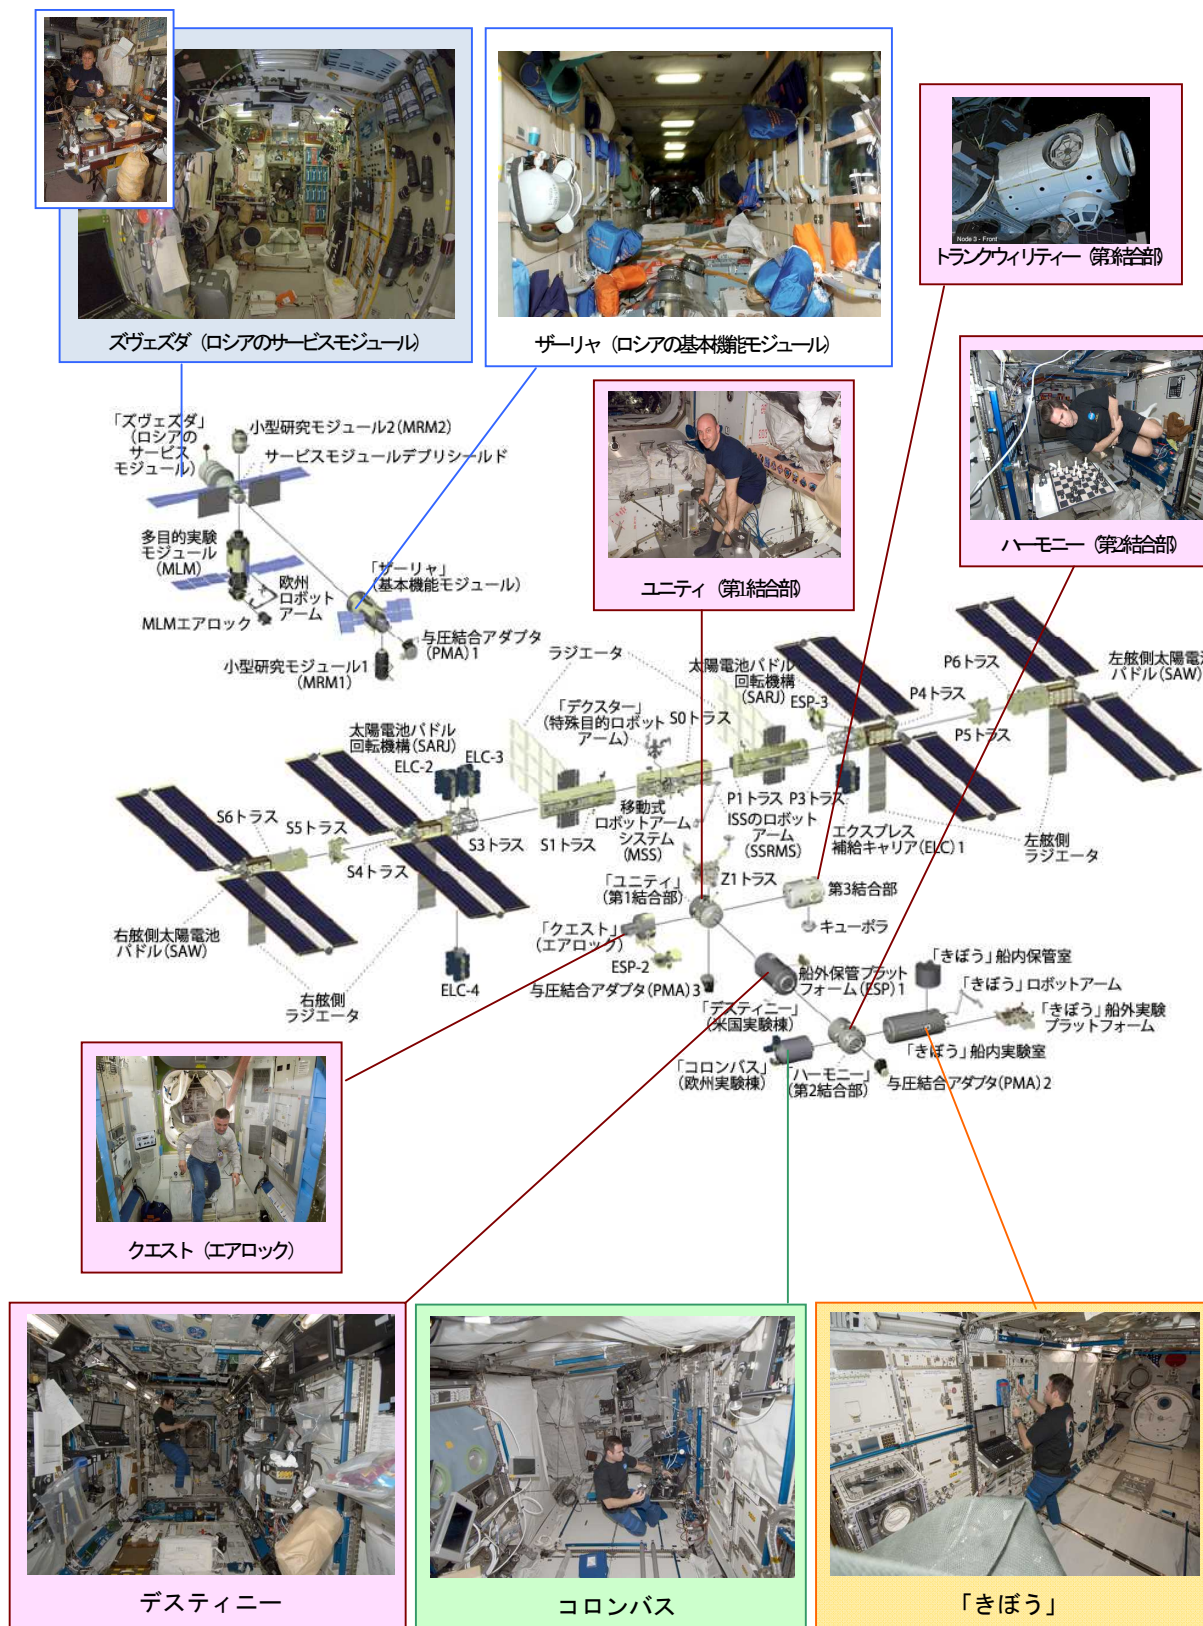 Node 3 - Front
トランクウィリティー（第3結合部）
ズヴェズダ（ロシアのサービスモジュール）
ザーリャ（ロシアの基本機能モジュール）
ハーモニー（第2結合部）
ユニティ（第1結合部）
「ズヴェズダ」
（ロシアの
サービス
モジュール）
小型研究モジュール2（MRM2）
サービスモジュールデブリシールド
多目的実験
モジュール
（MLM）
欧州
ロボット
アーム
MLMエアロック
「ザーリャ」
（基本機能モジュール）
与圧結合アダプタ
（PMA）1
小型研究モジュール1
（MRM1）
ラジエータ
「デクスター」
（特殊目的ロボット
アーム）
S0トラス
太陽電池パドル
回転機構
（SARJ）
ESP-3
P4トラス
P6トラス
左舷側太陽電池
パドル（SAW）
P5トラス
太陽電池パドル
回転機構（SARJ）
ELC-2
ELC-3
S6トラス
S5トラス
S4トラス
S3トラス
S1トラス
移動式
ロボットアーム
システム
（MSS）
P1トラス
P3トラス
ISSのロボット
アーム
（SSRMS）
エクスプレス
補給キャリア（ELC）1
左舷側
ラジエータ
Z1トラス
「ユニティ」
（第1結合部）
第3結合部
キューポラ
「クエスト」
（エアロック）
ESP-2
与圧結合アダプタ（PMA）3
右舷側太陽電池
パドル（SAW）
右舷側
ラジエータ
ELC-4
船外保管プラット
フォーム（ESP）1
「デスティニー」
（米国実験棟）
「きぼう」船内保管室
「きぼう」ロボットアーム
「きぼう」船外実験
プラットフォーム
「きぼう」船内実験室
「コロンバス」
（欧州実験棟）
「ハーモニー」
（第2結合部）
与圧結合アダプタ（PMA）2
クエスト（エアロック）
デスティニー
コロンバス
「きぼう」